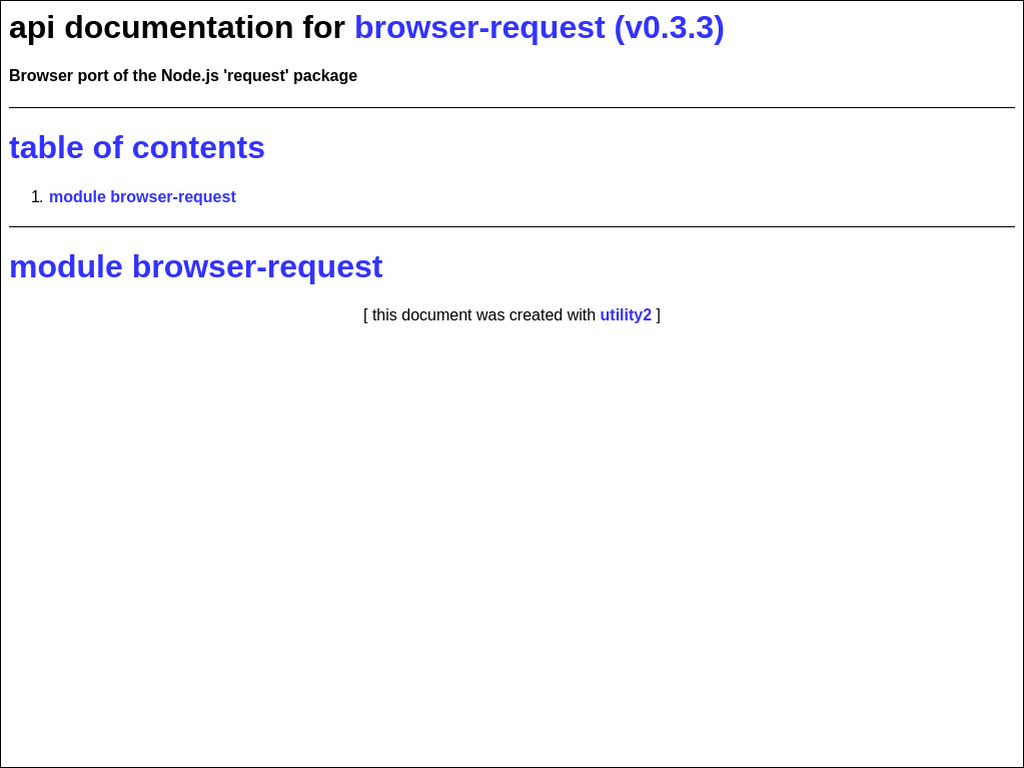 api documentation for browser-request (v0.3.3)
Browser port of the Node.js 'request' package
table of contents
1. module browser-request
module browser-request
[ this document was created with utility2 ]